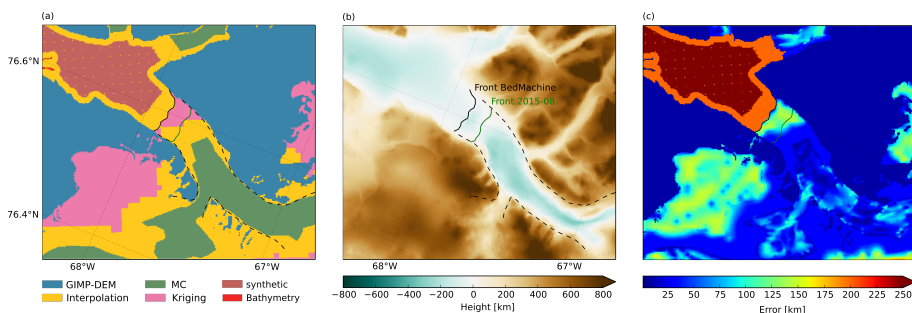 (a)
(b)
(c)
76.6°N
76.4°N
Front BedMachine
Front 2015-08
68°W
67°W
68°W
67°W
GIMP-DEM
MC
synthetic
Interpolation
Kriging
Bathymetry
−800 −600 −400 −200 0 200 400 600 800
Height [km]
25 50 75 100 125 150 175 200 225 250
Error [km]